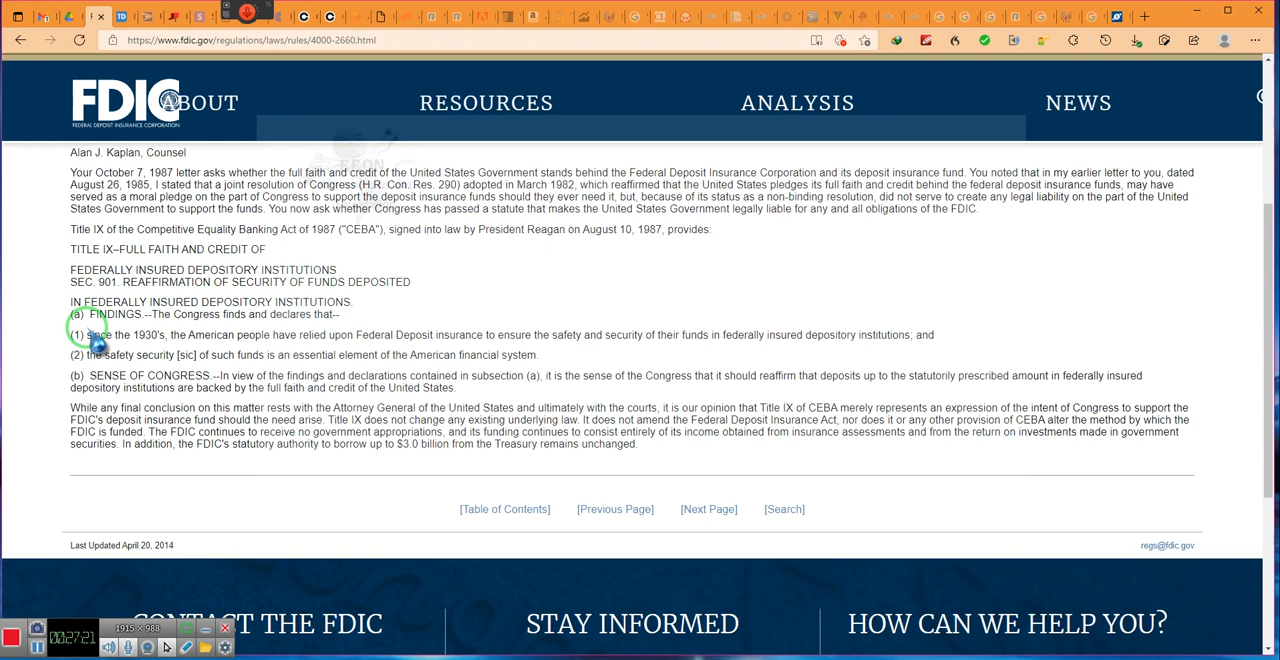 https://www.fdic.gov/regulations/laws/rules/4000-2660.html
FDIC
FEDERAL DEPOSIT INSURANCE CORPORATION
ABOUT
RESOURCES
ANALYSIS
NEWS
Alan J. Kaplan, Counsel
Your October 7, 1987 letter asks whether the full faith and credit of the United States Government stands behind the Federal Deposit Insurance Corporation and its deposit insurance fund. You noted that in my earlier letter to you, dated
August 26, 1985, I stated that a joint resolution of Congress (H.R. Con. Res. 290) adopted in March 1982, which reaffirmed that the United States pledges its full faith and credit behind the federal deposit insurance funds, may have
served as a moral pledge on the part of Congress to support the deposit insurance funds should they ever need it, but, because of its status as a non-binding resolution, did not serve to create any legal liability on the part of the United
States Government to support the funds. You now ask whether Congress has passed a statute that makes the United States Government legally liable for any and all obligations of the FDIC.
Title IX of the Competitive Equality Banking Act of 1987 ("CEBA"), signed into law by President Reagan on August 10, 1987, provides:
TITLE IX–FULL FAITH AND CREDIT OF
FEDERALLY INSURED DEPOSITORY INSTITUTIONS
SEC. 901. REAFFIRMATION OF SECURITY OF FUNDS DEPOSITED
IN FEDERALLY INSURED DEPOSITORY INSTITUTIONS.
(a) FINDINGS.--The Congress finds and declares that--
(1) since the 1930's, the American people have relied upon Federal Deposit insurance to ensure the safety and security of their funds in federally insured depository institutions; and
(2) the safety security [sic] of such funds is an essential element of the American financial system.
(b) SENSE OF CONGRESS.--In view of the findings and declarations contained in subsection (a), it is the sense of the Congress that it should reaffirm that deposits up to the statutorily prescribed amount in federally insured
depository institutions are backed by the full faith and credit of the United States.
While any final conclusion on this matter rests with the Attorney General of the United States and ultimately with the courts, it is our opinion that Title IX of CEBA merely represents an expression of the intent of Congress to support the
FDIC's deposit insurance fund should the need arise. Title IX does not change any existing underlying law. It does not amend the Federal Deposit Insurance Act, nor does it or any other provision of CEBA alter the method by which the
FDIC is funded. The FDIC continues to receive no government appropriations, and its funding continues to consist entirely of its income obtained from insurance assessments and from the return on investments made in government
securities. In addition, the FDIC's statutory authority to borrow up to $3.0 billion from the Treasury remains unchanged.
[Table of Contents] [Previous Page] [Next Page] [Search]
Last Updated April 20, 2014
regs@fdic.gov
T THE FDIC
STAY INFORMED
HOW CAN WE HELP YOU?
1915 × 988
00:27:21